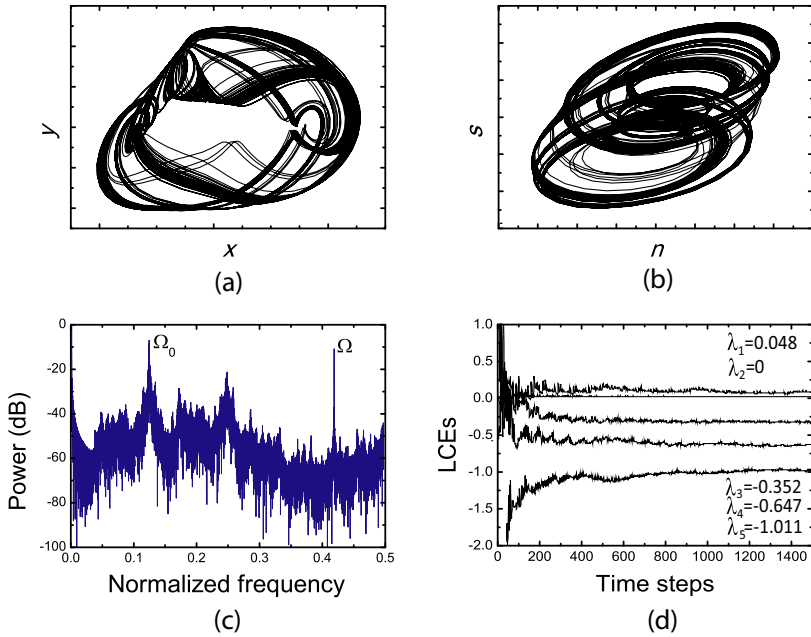 y
x
(a)
s
n
(b)
0
-20
-40
-60
-80
-100
Power (dB)
Ω₀
Ω
0.0
0.1
0.2
0.3
0.4
0.5
Normalized frequency
(c)
1.0
0.5
0.0
-0.5
-1.0
-1.5
-2.0
LCEs
λ₁=0.048
λ₂=0
λ₃=-0.352
λ₄=-0.647
λ₅=-1.011
0
200
400
600
800
1000
1200
1400
Time steps
(d)